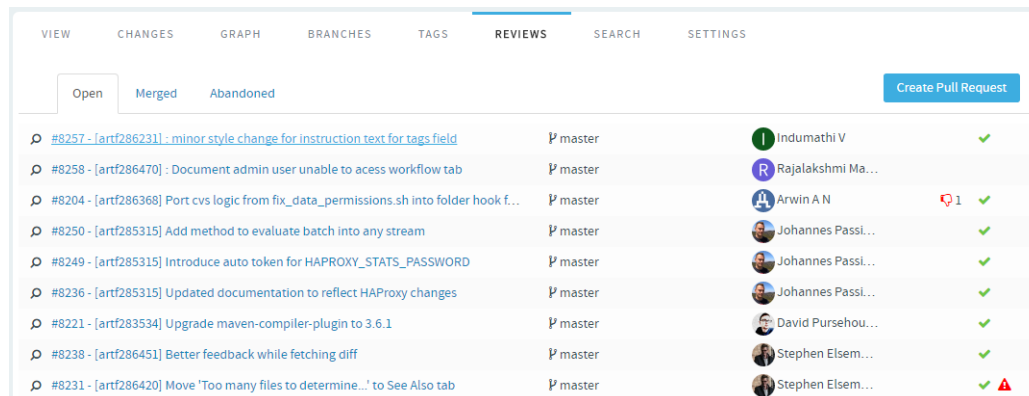 VIEW CHANGES GRAPH BRANCHES TAGS REVIEWS SEARCH SETTINGS
Open Merged Abandoned Create Pull Request
#8257 - [artf286231] : minor style change for instruction text for tags field master I Indumathi V
#8258 - [artf286470] : Document admin user unable to acess workflow tab master R Rajalakshmi Ma...
#8204 - [artf286368] Port cvs logic from fix_data_permissions.sh into folder hook f... master Arwin A N 1
#8250 - [artf285315] Add method to evaluate batch into any stream master Johannes Passi...
#8249 - [artf285315] Introduce auto token for HAPROXY_STATS_PASSWORD master Johannes Passi...
#8236 - [artf285315] Updated documentation to reflect HAProxy changes master Johannes Passi...
#8221 - [artf283534] Upgrade maven-compiler-plugin to 3.6.1 master David Pursehou...
#8238 - [artf286451] Better feedback while fetching diff master Stephen Elsem...
#8231 - [artf286420] Move 'Too many files to determine...' to See Also tab master Stephen Elsem...